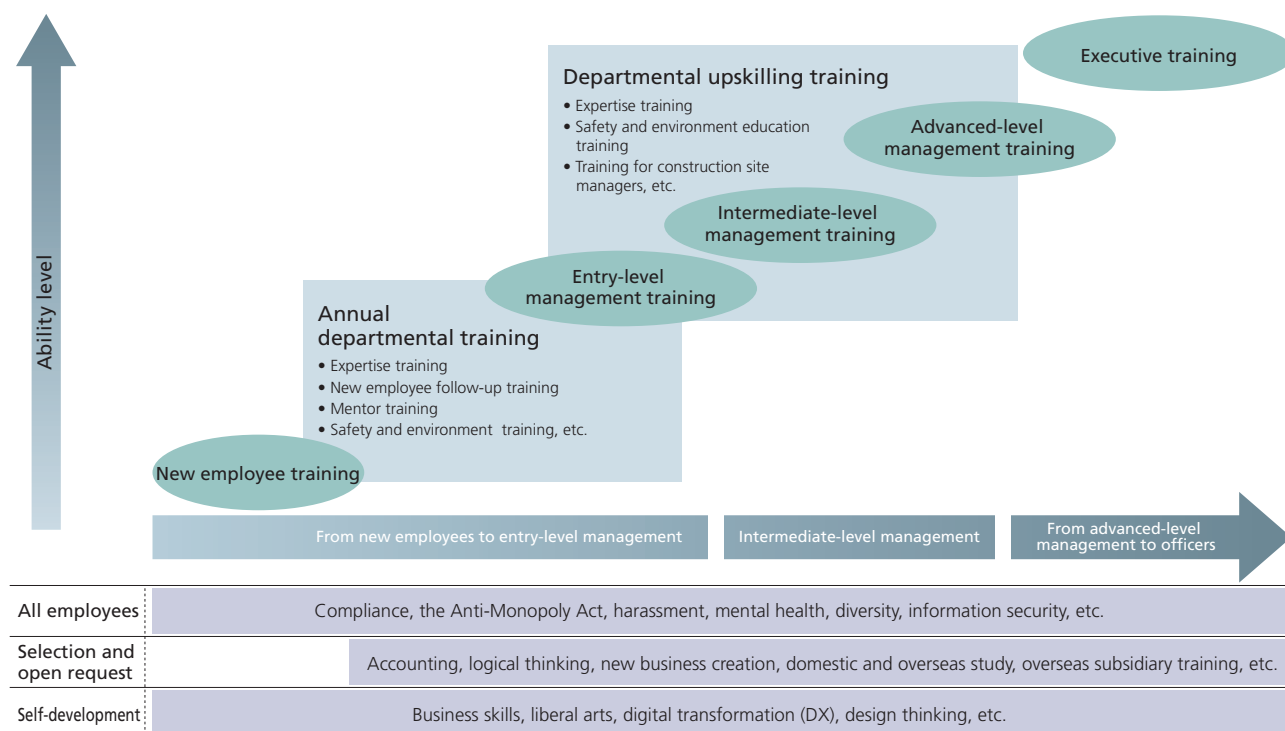 Executive training
Departmental upskilling training
• Expertise training
• Safety and environment education
training
• Training for construction site
managers, etc.
Advanced-level
management training
Intermediate-level
management training
Entry-level
management training
Annual
departmental training
• Expertise training
• New employee follow-up training
• Mentor training
• Safety and environment training, etc.
New employee training
Ability level
From new employees to entry-level management
Intermediate-level management
From advanced-level
management to officers
All employees
Compliance, the Anti-Monopoly Act, harassment, mental health, diversity, information security, etc.
Selection and
open request
Accounting, logical thinking, new business creation, domestic and overseas study, overseas subsidiary training, etc.
Self-development
Business skills, liberal arts, digital transformation (DX), design thinking, etc.